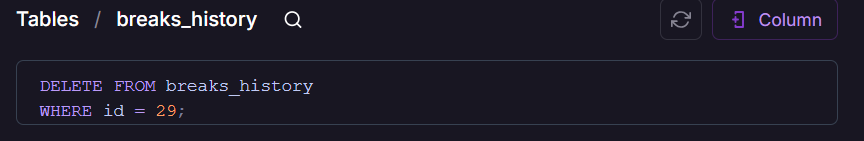 Tables / breaks_history
Column
DELETE FROM breaks_history
WHERE id = 29;